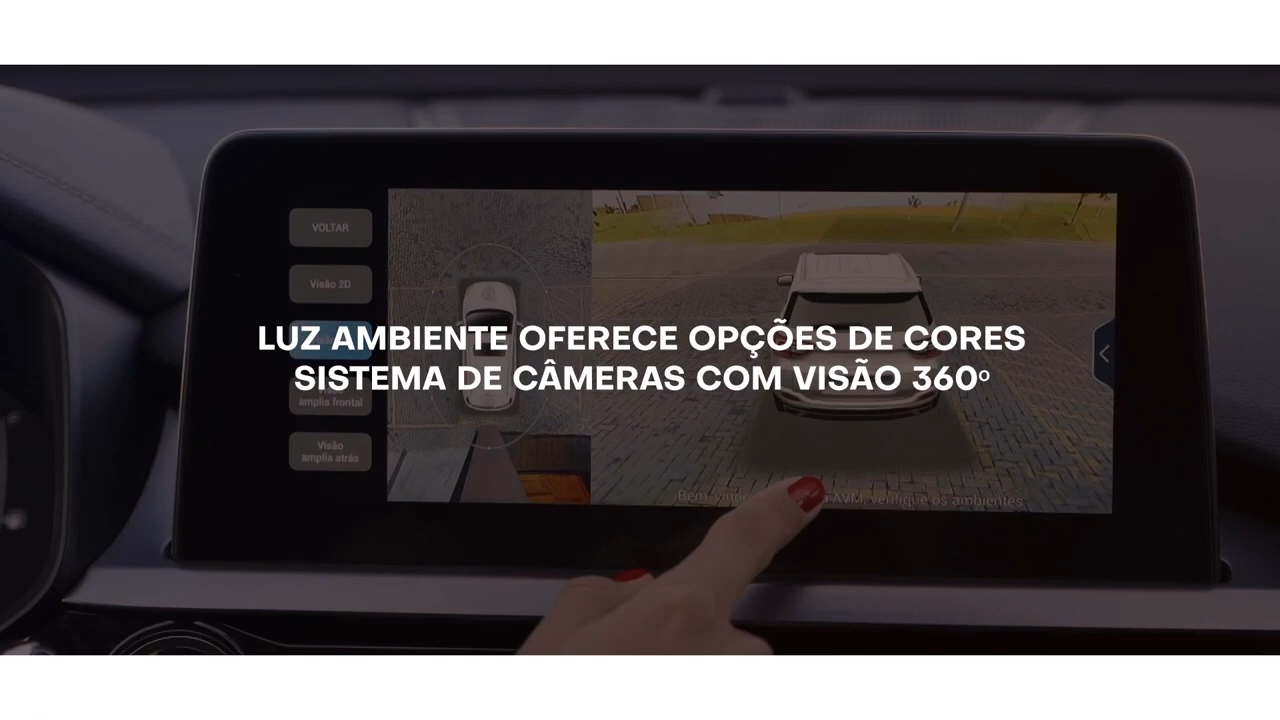 VOLTAR
Visão 2D
LUZ AMBIENTE OFERECE OPÇÕES DE CORES
SISTEMA DE CÂMERAS COM VISÃO 360º
amplia frontal
Visão
amplia atrás
AVM, verifique os ambientes